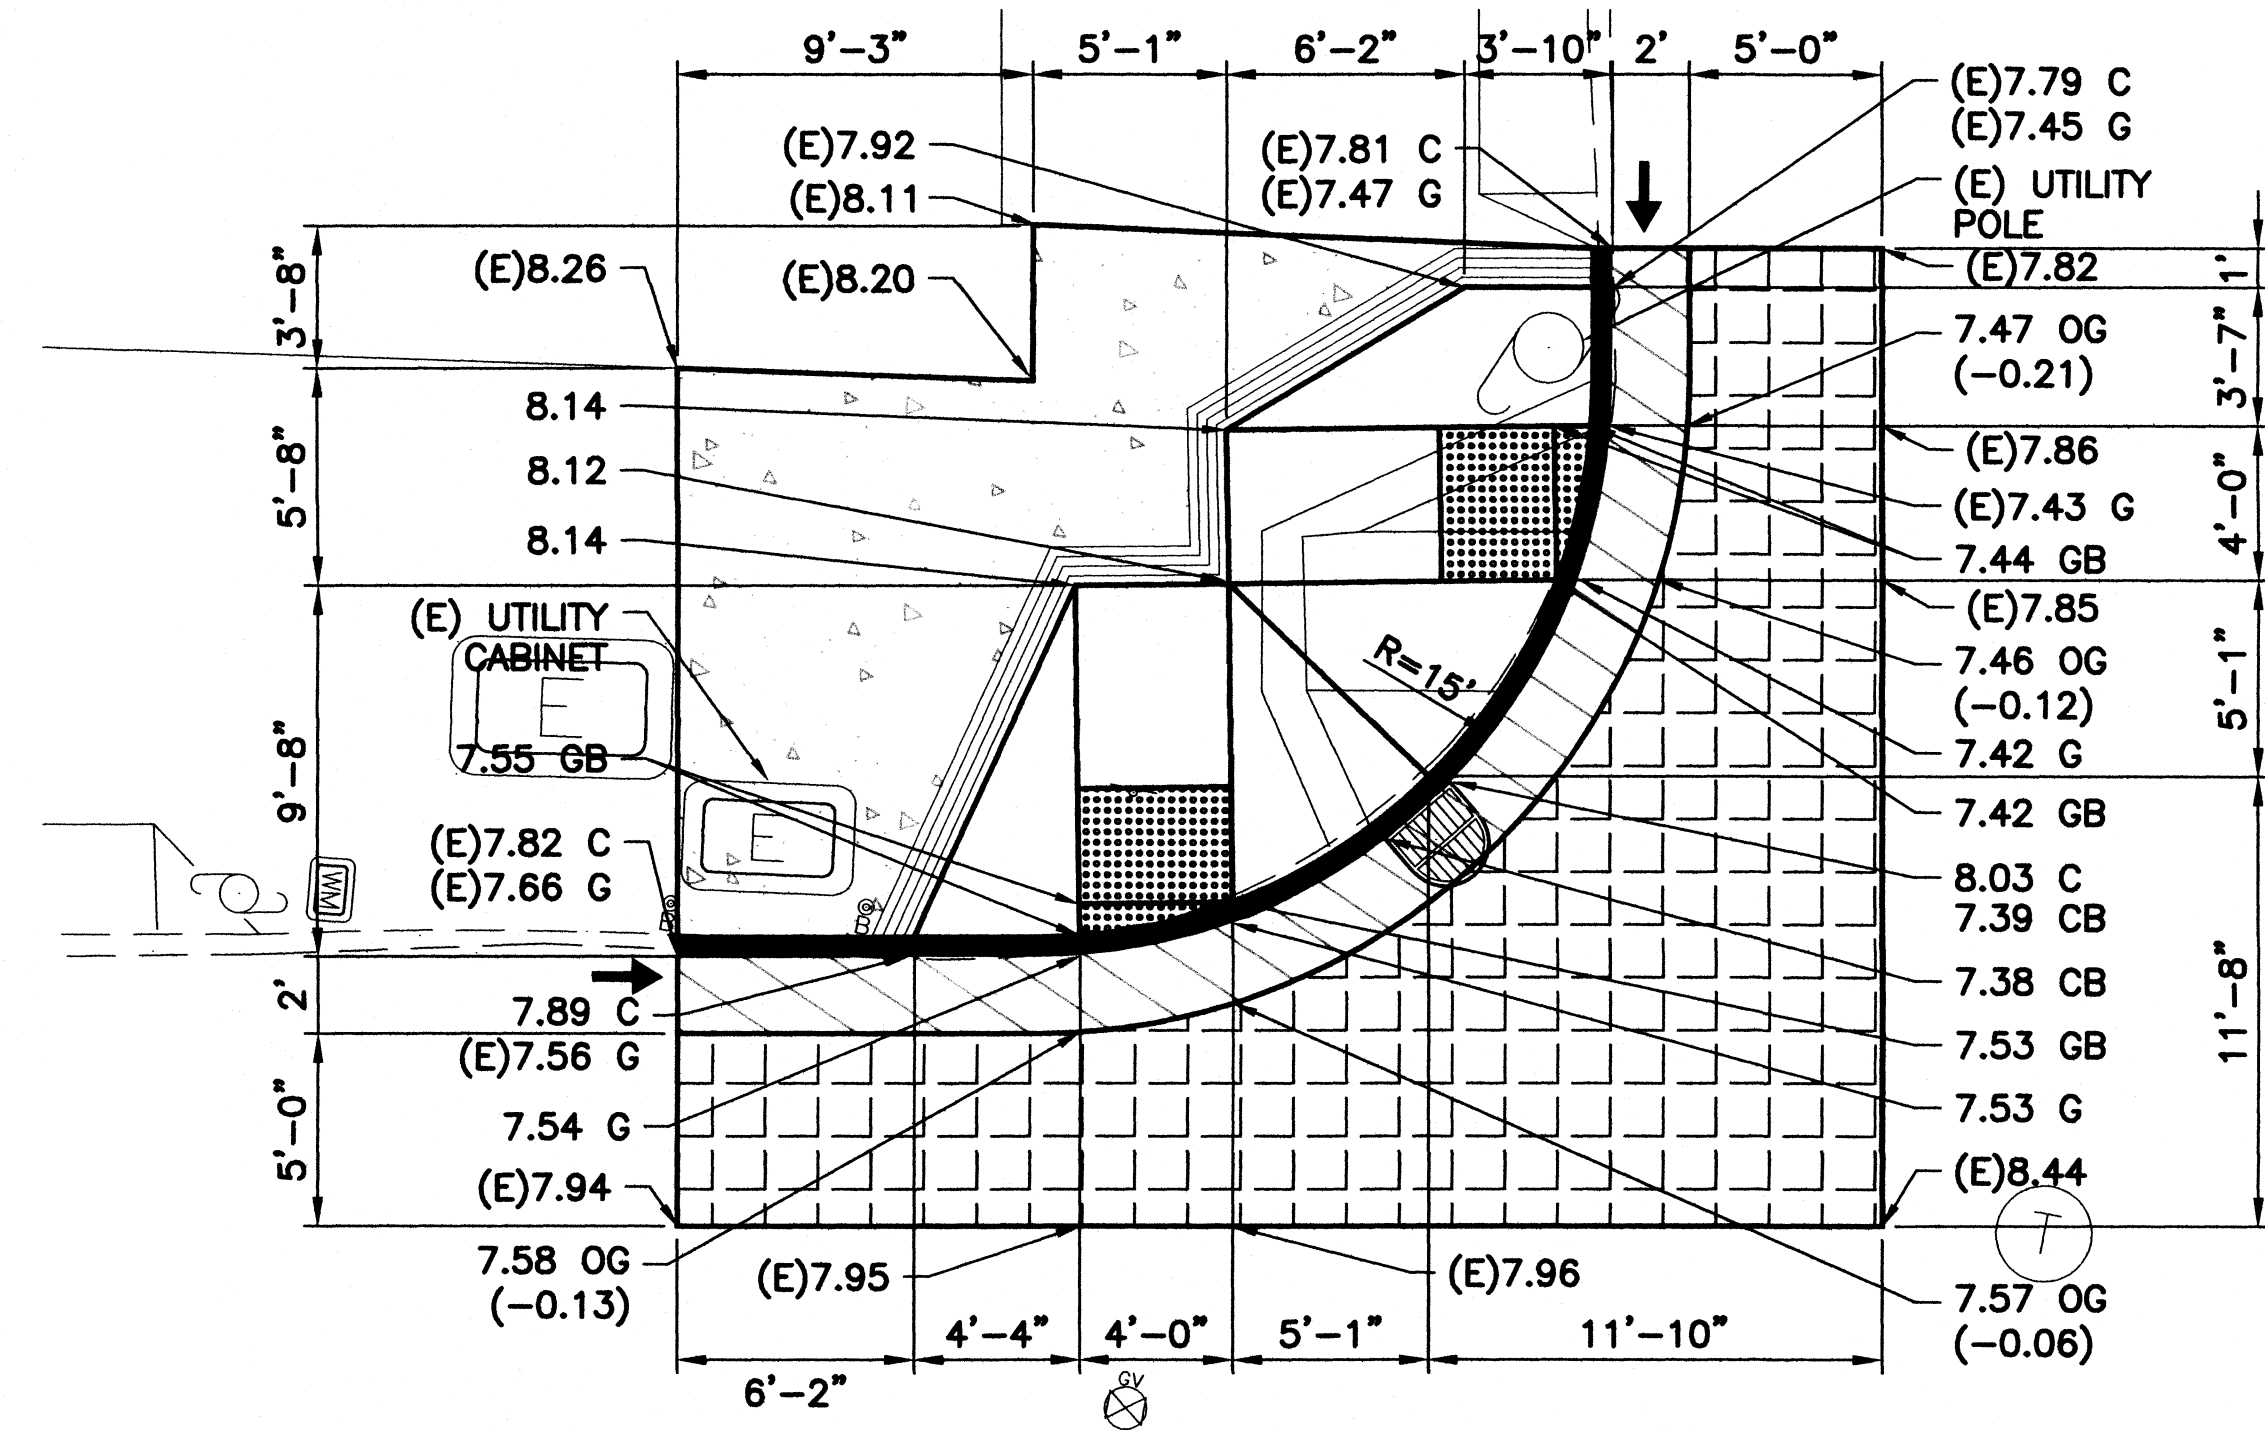 9'-3"
5'-1"
6'-2"
3'-10"
2'
5'-0"
(E)7.79 C
(E)7.45 G
(E)7.92
(E)7.81 C
(E)7.47 G
(E)8.11
(E) UTILITY
POLE
(E)8.26
(E)8.20
(E)7.82
3'-8"
1'
7.47 OG
(-0.21)
3'-7"
8.14
8.12
8.14
5'-8"
(E)7.86
4'-0"
(E)7.43 G
7.44 GB
(E)7.85
(E) UTILITY
CABINET
E
R=15'
7.46 OG
(-0.12)
5'-1"
7.42 G
7.55 GB
9'-8"
7.42 GB
(E)7.82 C
(E)7.66 G
E
WM
B
B
8.03 C
7.39 CB
7.38 CB
11'-8"
2'
7.89 C
(E)7.56 G
7.53 GB
7.54 G
7.53 G
5'-0"
(E)7.94
(E)8.44
T
7.58 OG
(-0.13)
(E)7.95
(E)7.96
7.57 OG
(-0.06)
4'-4"
4'-0"
5'-1"
11'-10"
6'-2"
GV